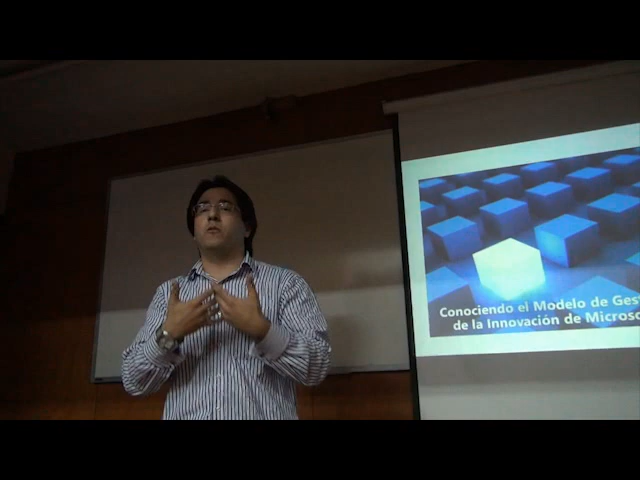 Conociendo el Modelo de Gest
de la Innovación de Microso